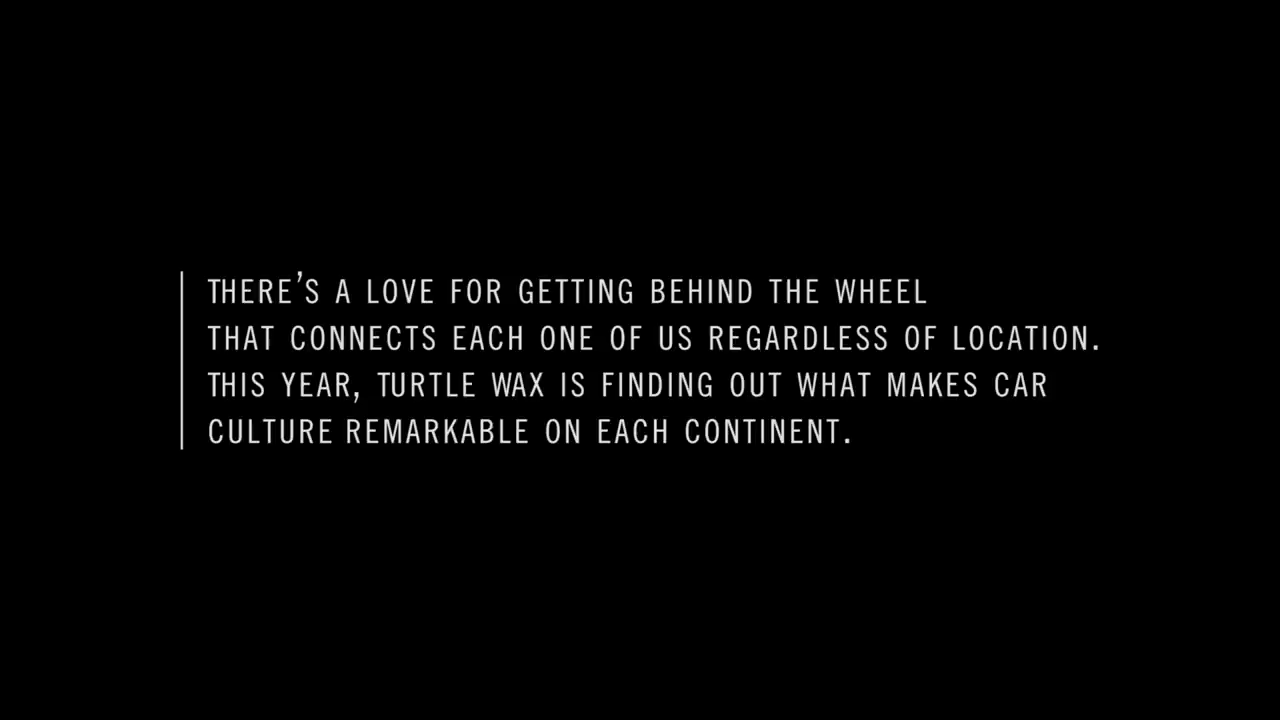 THERE’S A LOVE FOR GETTING BEHIND THE WHEEL
THAT CONNECTS EACH ONE OF US REGARDLESS OF LOCATION.
THIS YEAR, TURTLE WAX IS FINDING OUT WHAT MAKES CAR
CULTURE REMARKABLE ON EACH CONTINENT.